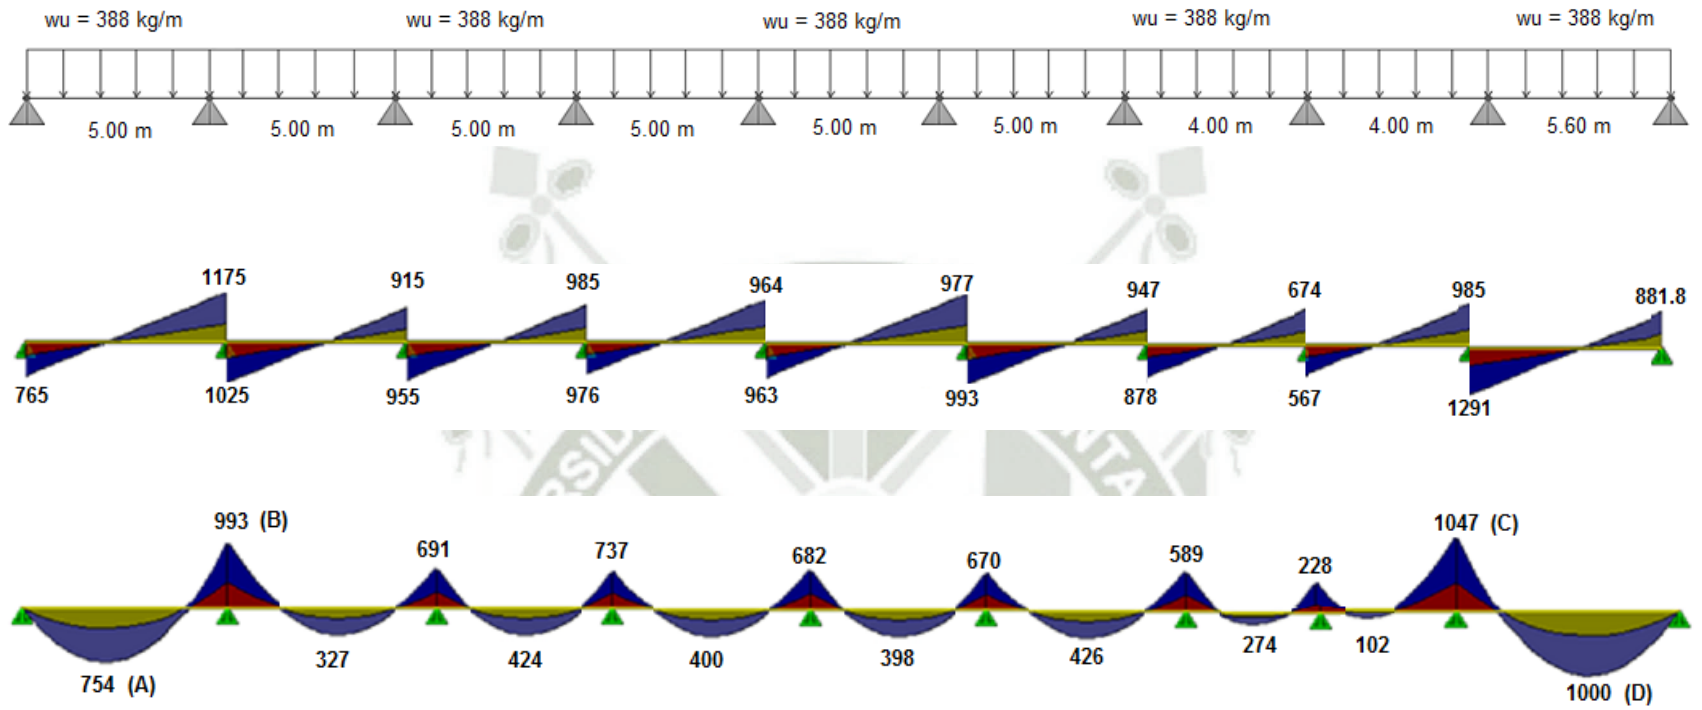 wu = 388 kg/m wu = 388 kg/m wu = 388 kg/m wu = 388 kg/m wu = 388 kg/m
5.00 m 5.00 m 5.00 m 5.00 m 5.00 m 5.00 m 4.00 m 4.00 m 5.60 m
1175 915 985 964 977 947 674 985 881.8
765 1025 955 976 963 993 878 567 1291
RSID NTA
993 (B) 691 737 682 670 589 228 1047 (C)
327 424 400 398 426 274 102
754 (A) 1000 (D)